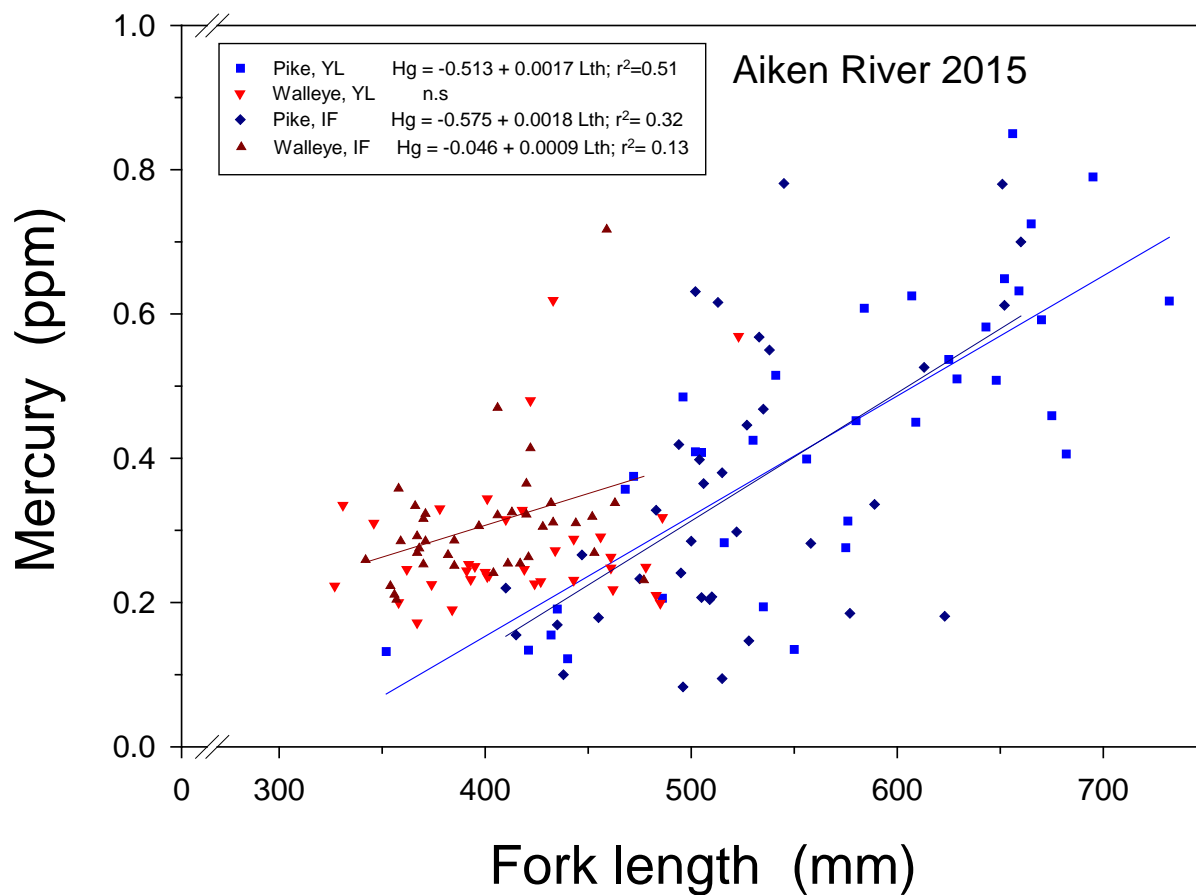 Aiken River 2015
Pike, YL Hg = -0.513 + 0.0017 Lth; r²=0.51
Walleye, YL n.s
Pike, IF Hg = -0.575 + 0.0018 Lth; r²= 0.32
Walleye, IF Hg = -0.046 + 0.0009 Lth; r²= 0.13
Mercury (ppm)
1.0
0.8
0.6
0.4
0.2
0.0
0 300 400 500 600 700
Fork length (mm)